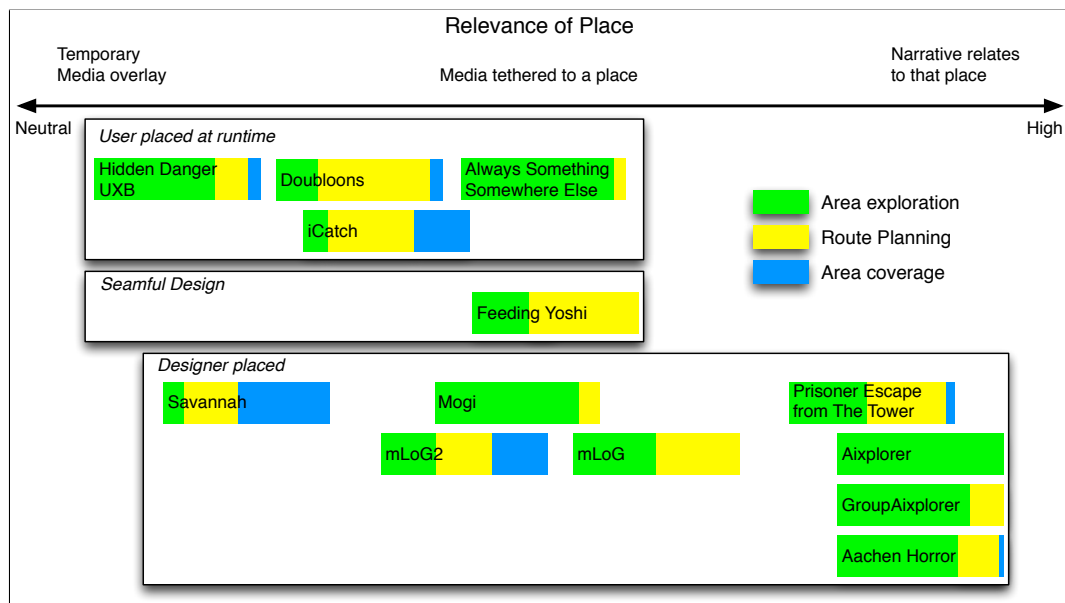 Relevance of Place
Temporary
Media overlay
Media tethered to a place
Narrative relates
to that place
Neutral
High
User placed at runtime
Hidden Danger
UXB
Doubloons
Always Something
Somewhere Else
iCatch
Area exploration
Route Planning
Area coverage
Seamful Design
Feeding Yoshi
Designer placed
Savannah
Mogi
Prisoner Escape
from The Tower
mLoG2
mLoG
Aixplorer
GroupAixplorer
Aachen Horror